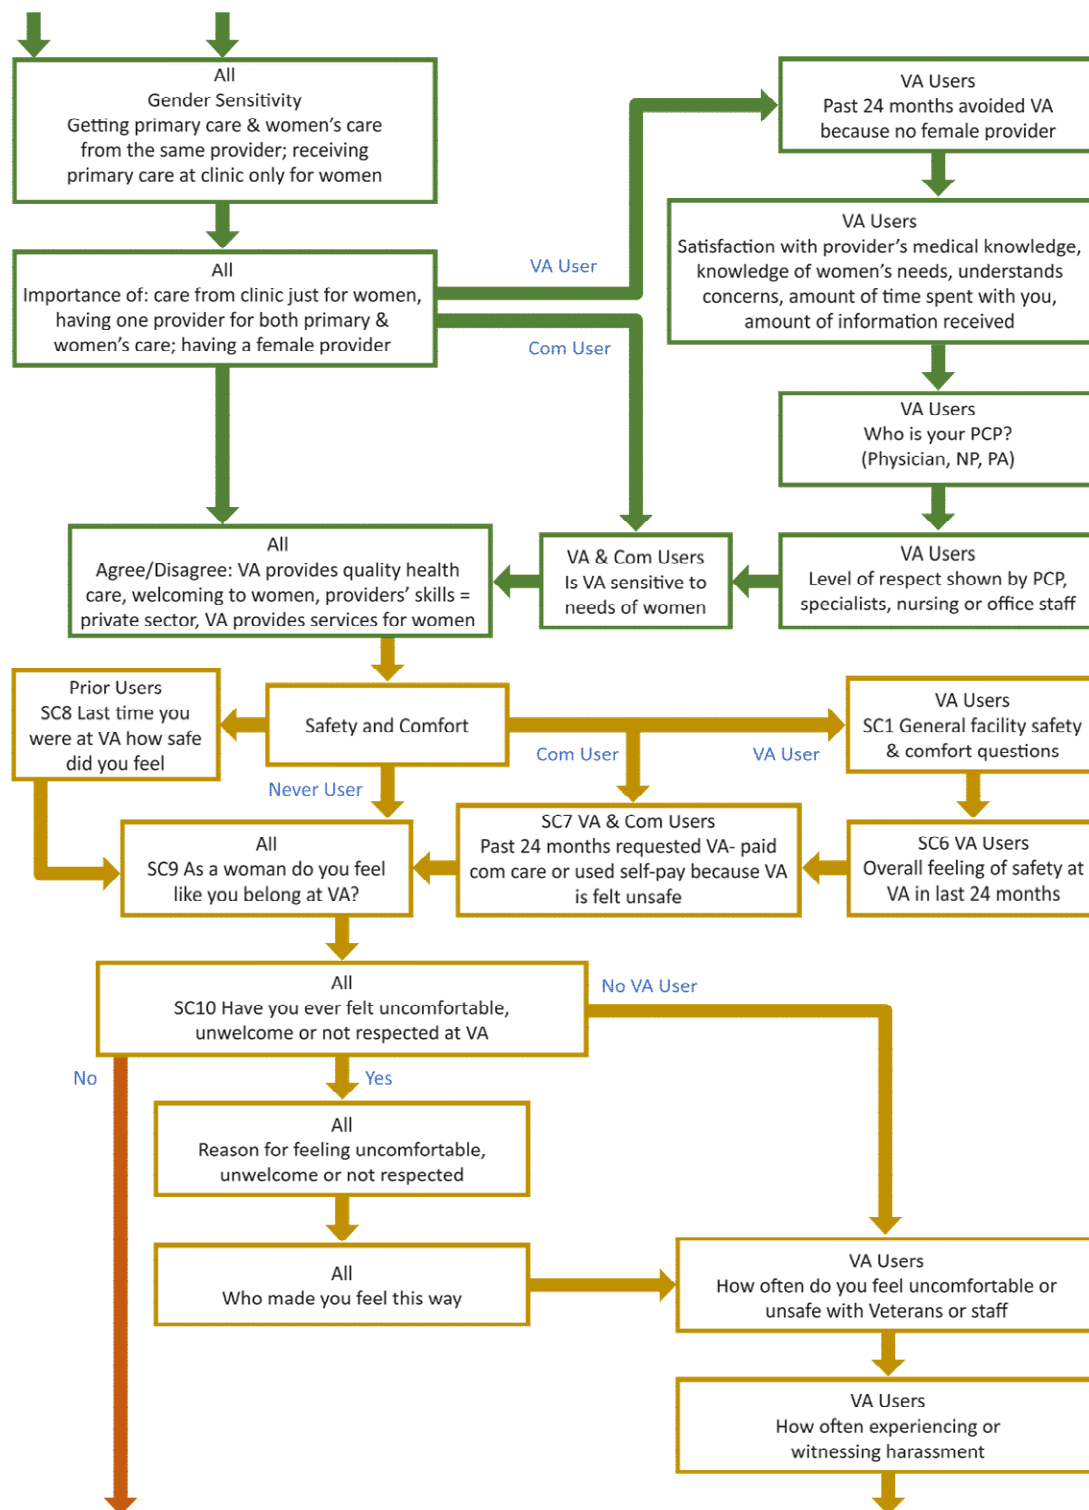 All
Gender Sensitivity
Getting primary care & women's care
from the same provider; receiving
primary care at clinic only for women
VA Users
Past 24 months avoided VA
because no female provider
VA User
All
Importance of: care from clinic just for women,
having one provider for both primary &
women's care; having a female provider
Com User
VA Users
Satisfaction with provider's medical knowledge,
knowledge of women's needs, understands
concerns, amount of time spent with you,
amount of information received
VA Users
Who is your PCP?
(Physician, NP, PA)
VA Users
Level of respect shown by PCP,
specialists, nursing or office staff
VA & Com Users
Is VA sensitive to
needs of women
All
Agree/Disagree: VA provides quality health
care, welcoming to women, providers' skills =
private sector, VA provides services for women
Prior Users
SC8 Last time you
were at VA how safe
did you feel
Safety and Comfort
Com User
VA User
VA Users
SC1 General facility safety
& comfort questions
Never User
All
SC9 As a woman do you feel
like you belong at VA?
SC7 VA & Com Users
Past 24 months requested VA- paid
com care or used self-pay because VA
is felt unsafe
SC6 VA Users
Overall feeling of safety at
VA in last 24 months
All
SC10 Have you ever felt uncomfortable,
unwelcome or not respected at VA
No VA User
No
Yes
All
Reason for feeling uncomfortable,
unwelcome or not respected
All
Who made you feel this way
VA Users
How often do you feel uncomfortable or
unsafe with Veterans or staff
VA Users
How often experiencing or
witnessing harassment